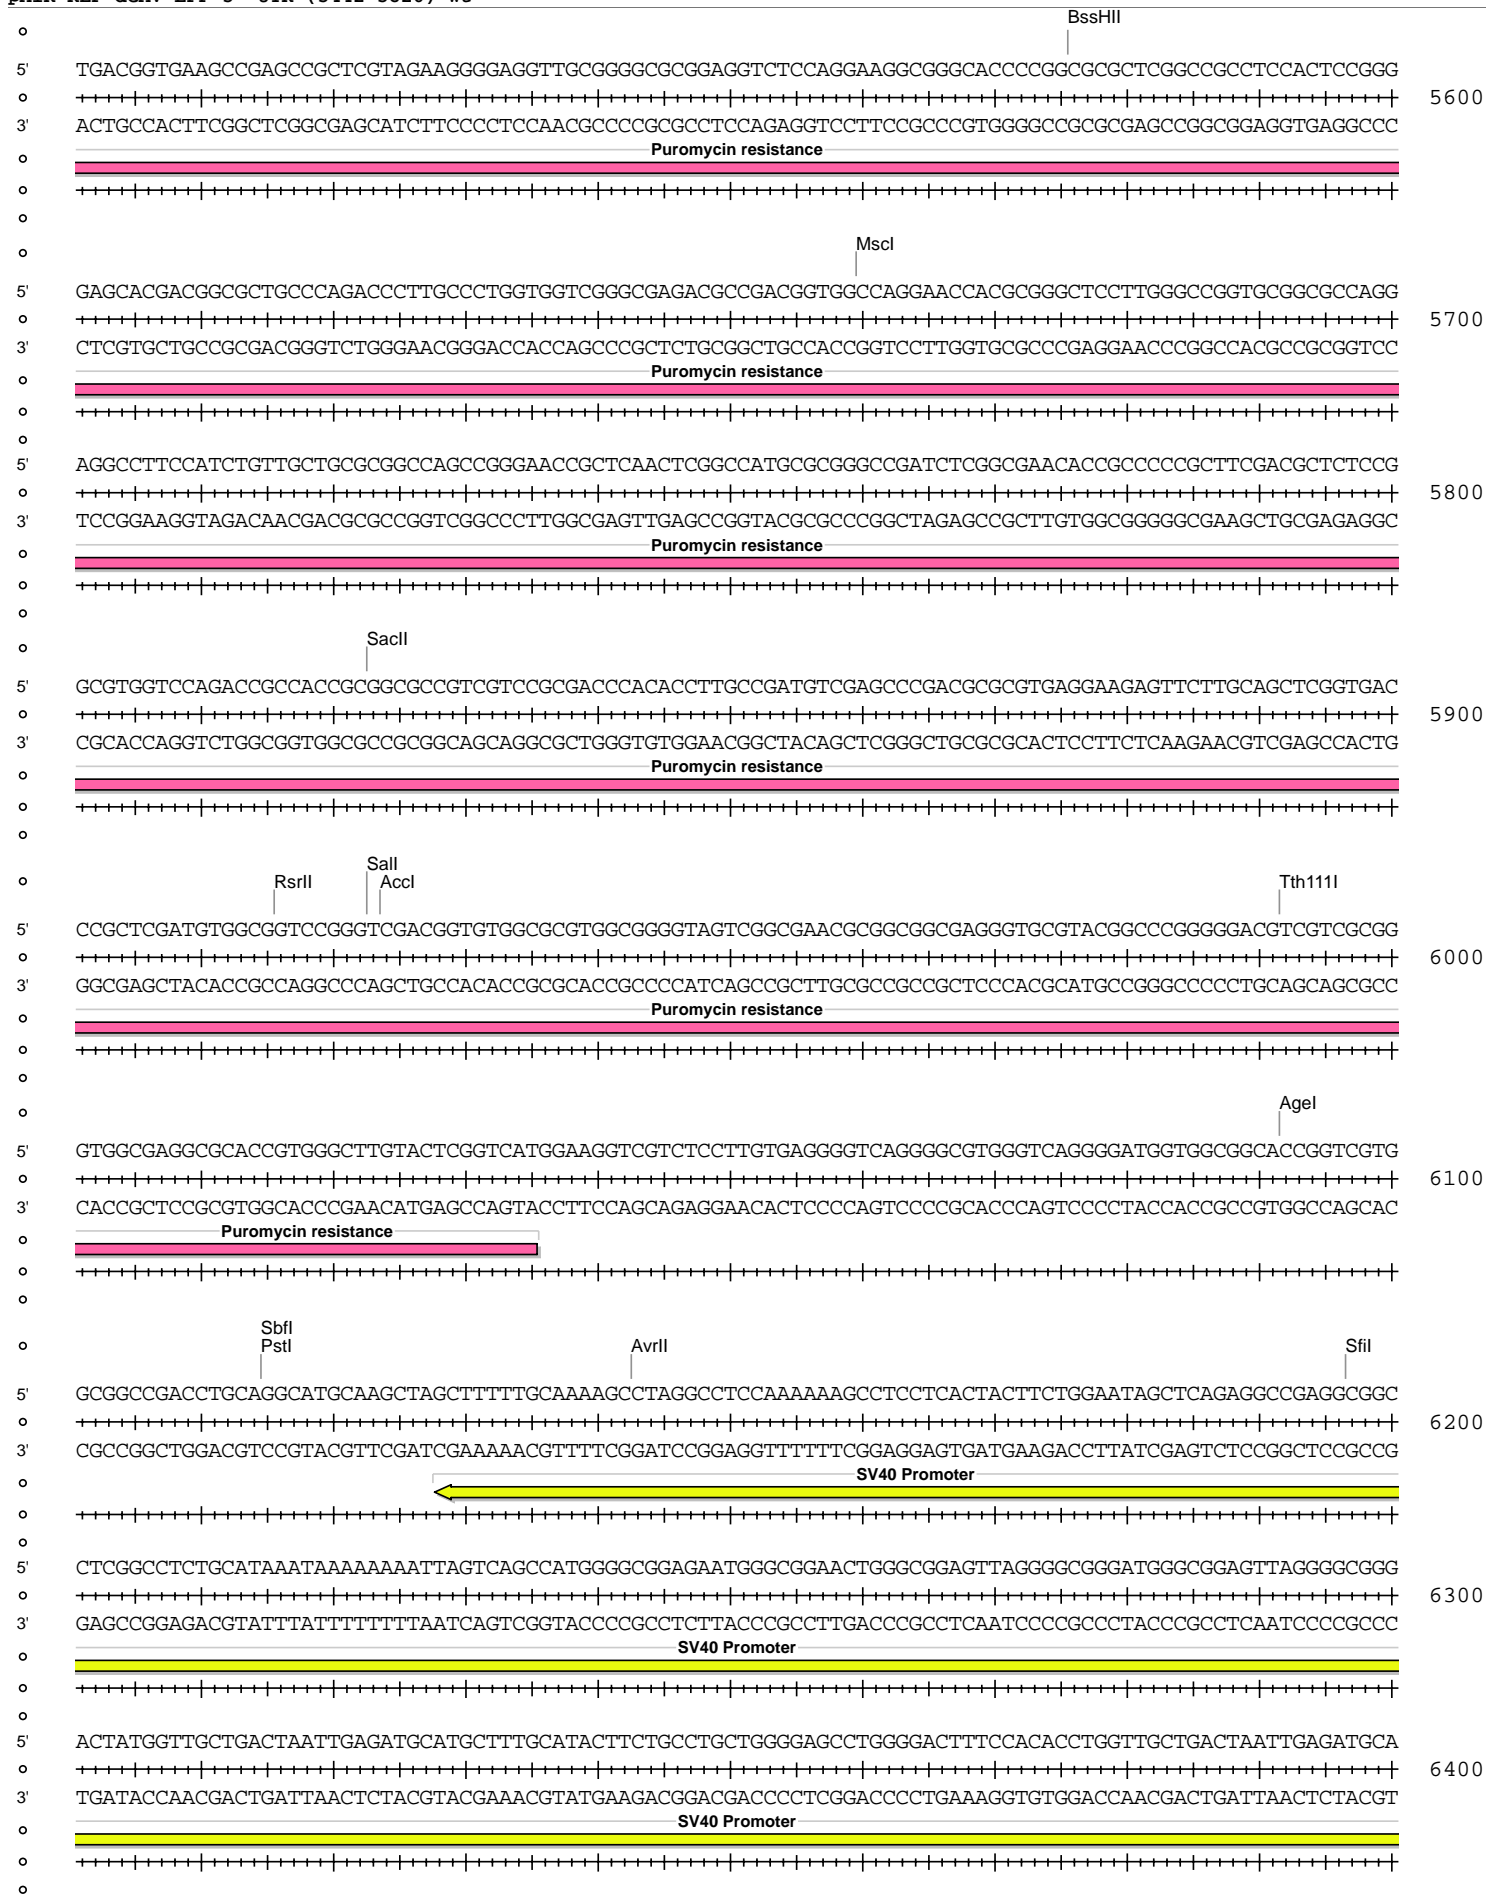 BssHII
5' TGACGGTGAAGCCGAGCCGCTCGTAGAAGGGGAGGTTGCGGGGCGCGGAGGTCTCCAGGAAGGCGGGCACCCCGGCGCGCTCGGCCGCCTCCACTCCGGG
5600
3' ACTGCCACTTCGGCTCGGCGAGCATCTTCCCCTCCAACGCCCCGCGCCTCCAGAGGTCCTTCCGCCCGTGGGGCCGCGCGAGCCGGCGGAGGTGAGGCCC
Puromycin resistance
MscI
5' GAGCACGACGGCGCTGCCCAGACCCTTGCCCTGGTGGTCGGGCGAGACGCCGACGGTGGCCAGGAACCACGCGGGCTCCTTGGGCCGGTGCGGCGCCAGG
5700
3' CTCGTGCTGCCGCGACGGGTCTGGGAACGGGACCACCAGCCCGCTCTGCGGCTGCCACCGGTCCTTGGTGCGCCCGAGGAACCCGGCCACGCCGCGGTCC
Puromycin resistance
5' AGGCCTTCCATCTGTTGCTGCGCGGCCAGCCGGGAACCGCTCAACTCGGCCATGCGCGGGCCGATCTCGGCGAACACCGCCCCCGCTTCGACGCTCTCCG
5800
3' TCCGGAAGGTAGACAACGACGCGCCGGTCGGCCCTTGGCGAGTTGAGCCGGTACGCGCCCGGCTAGAGCCGCTTGTGGCGGGGGCGAAGCTGCGAGAGGC
Puromycin resistance
SacII
5' GCGTGGTCCAGACCGCCACCGCGGCGCCGTCGTCCGCGACCCACACCTTGCCGATGTCGAGCCCGACGCGCGTGAGGAAGAGTTCTTGCAGCTCGGTGAC
5900
3' CGCACCAGGTCTGGCGGTGGCGCCGCGGCAGCAGGCGCTGGGTGTGGAACGGCTACAGCTCGGGCTGCGCGCACTCCTTCTCAAGAACGTCGAGCCACTG
Puromycin resistance
SalI
RsrII AccI Tth111I
5' CCGCTCGATGTGGCGGTCCGGGTCGACGGTGTGGCGCGTGGCGGGGTAGTCGGCGAACGCGGCGGCGAGGGTGCGTACGGCCCGGGGGACGTCGTCGCGG
6000
3' GGCGAGCTACACCGCCAGGCCCAGCTGCCACACCGCGCACCGCCCCATCAGCCGCTTGCGCCGCCGCTCCCACGCATGCCGGGCCCCCTGCAGCAGCGCC
Puromycin resistance
AgeI
5' GTGGCGAGGCGCACCGTGGGCTTGTACTCGGTCATGGAAGGTCGTCTCCTTGTGAGGGGTCAGGGGCGTGGGTCAGGGGATGGTGGCGGCACCGGTCGTG
6100
3' CACCGCTCCGCGTGGCACCCGAACATGAGCCAGTACCTTCCAGCAGAGGAACACTCCCCAGTCCCCGCACCCAGTCCCCTACCACCGCCGTGGCCAGCAC
Puromycin resistance
SbfI
PstI AvrII SfiI
5' GCGGCCGACCTGCAGGCATGCAAGCTAGCTTTTTGCAAAAGCCTAGGCCTCCAAAAAAGCCTCCTCACTACTTCTGGAATAGCTCAGAGGCCGAGGCGGC
6200
3' CGCCGGCTGGACGTCCGTACGTTCGATCGAAAAACGTTTTCGGATCCGGAGGTTTTTTCGGAGGAGTGATGAAGACCTTATCGAGTCTCCGGCTCCGCCG
SV40 Promoter
5' CTCGGCCTCTGCATAAATAAAAAAAATTAGTCAGCCATGGGGCGGAGAATGGGCGGAACTGGGCGGAGTTAGGGGCGGGATGGGCGGAGTTAGGGGCGGG
6300
3' GAGCCGGAGACGTATTTATTTTTTTTAATCAGTCGGTACCCCGCCTCTTACCCGCCTTGACCCGCCTCAATCCCCGCCCTACCCGCCTCAATCCCCGCCC
SV40 Promoter
5' ACTATGGTTGCTGACTAATTGAGATGCATGCTTTGCATACTTCTGCCTGCTGGGGAGCCTGGGGACTTTCCACACCTGGTTGCTGACTAATTGAGATGCA
6400
3' TGATACCAACGACTGATTAACTCTACGTACGAAACGTATGAAGACGGACGACCCCTCGGACCCCTGAAAGGTGTGGACCAACGACTGATTAACTCTACGT
SV40 Promoter